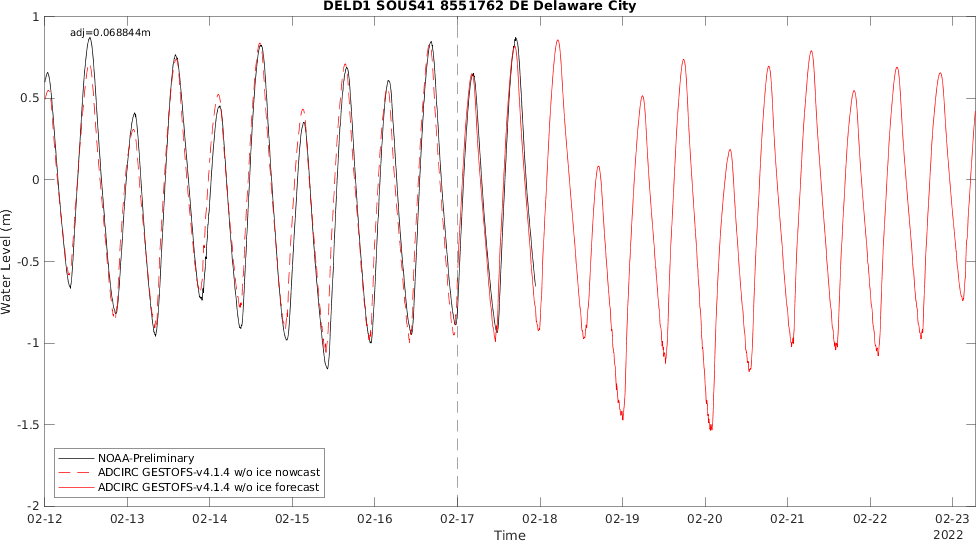 DELD1 SOUS41 8551762 DE Delaware City
adj=0.068844m
1
0.5
0
-0.5
-1
-1.5
-2
Water Level (m)
NOAA-Preliminary
ADCIRC GESTOFS-v4.1.4 w/o ice nowcast
ADCIRC GESTOFS-v4.1.4 w/o ice forecast
02-12 02-13 02-14 02-15 02-16 02-17 02-18 02-19 02-20 02-21 02-22 02-23
Time
2022